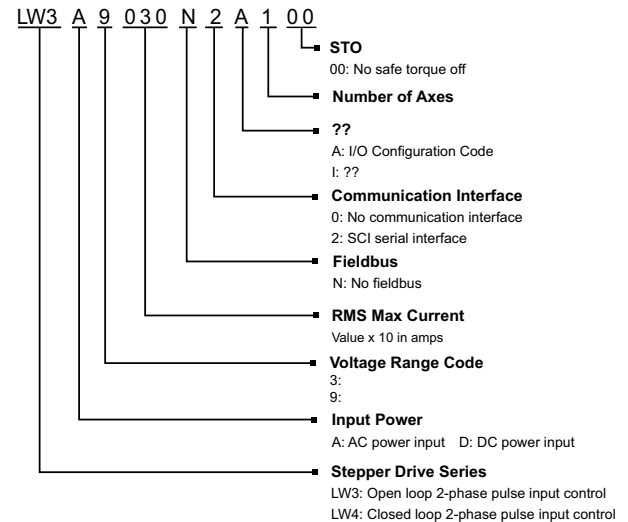 LW3 A 9 030 N 2 A 1 00
STO
00: No safe torque off
Number of Axes
??
A: I/O Configuration Code
I: ??
Communication Interface
0: No communication interface
2: SCI serial interface
Fieldbus
N: No fieldbus
RMS Max Current
Value x 10 in amps
Voltage Range Code
3:
9:
Input Power
A: AC power input D: DC power input
Stepper Drive Series
LW3: Open loop 2-phase pulse input control
LW4: Closed loop 2-phase pulse input control